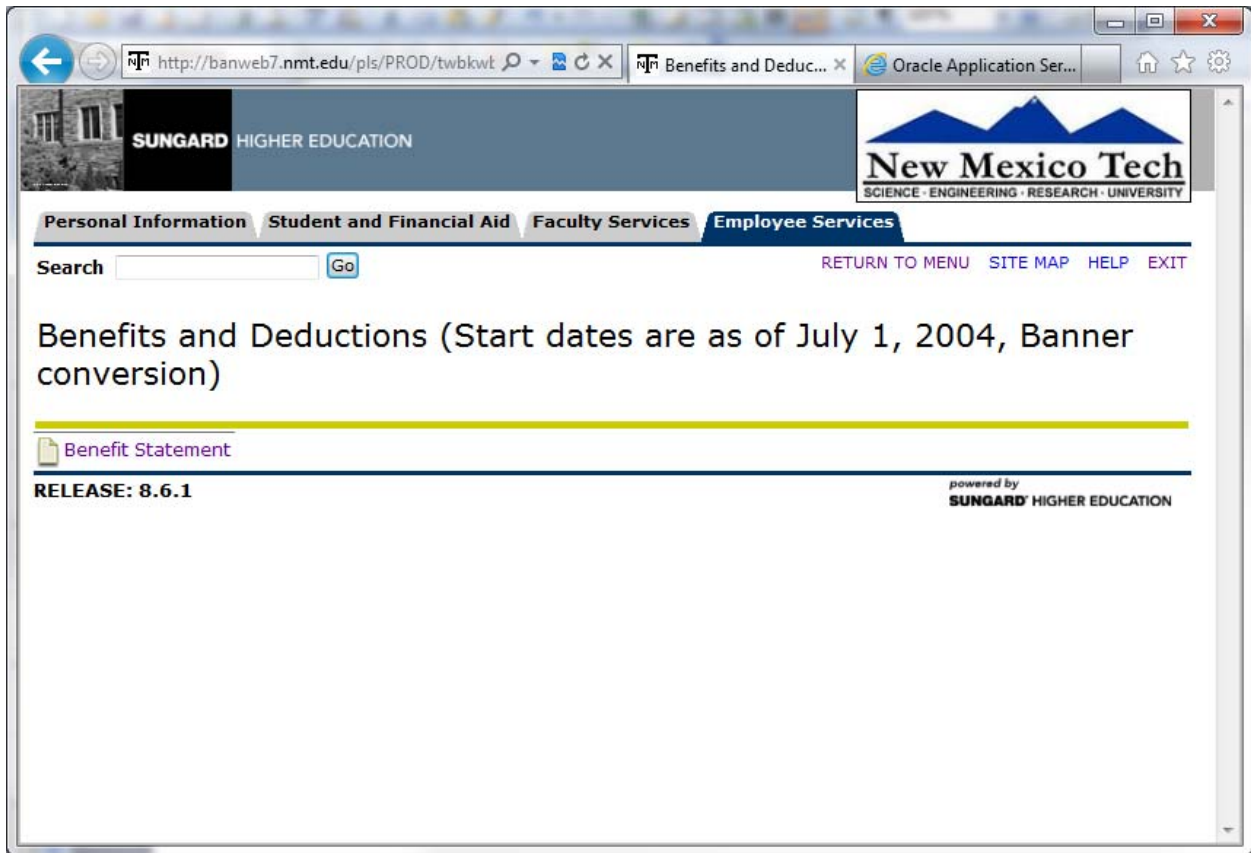 http://banweb7.nmt.edu/pls/PROD/twbkwt
Benefits and Deduc...
Oracle Application Ser...
SUNGARD HIGHER EDUCATION
New Mexico Tech
SCIENCE · ENGINEERING · RESEARCH · UNIVERSITY
Personal Information Student and Financial Aid Faculty Services Employee Services
Search Go RETURN TO MENU SITE MAP HELP EXIT
Benefits and Deductions (Start dates are as of July 1, 2004, Banner
conversion)
Benefit Statement
RELEASE: 8.6.1
powered by
SUNGARD HIGHER EDUCATION